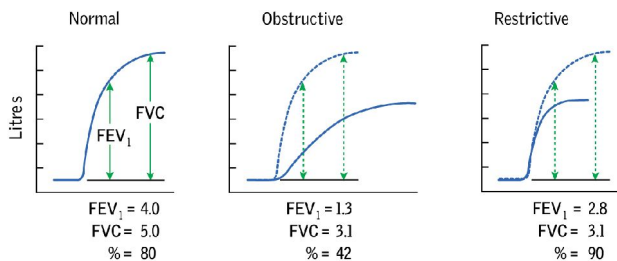 Normal
Obstructive
Restrictive
Litres
FEV₁
FVC
FEV₁ = 4.0
FVC = 5.0
% = 80
FEV₁ = 1.3
FVC = 3.1
% = 42
FEV₁ = 2.8
FVC = 3.1
% = 90